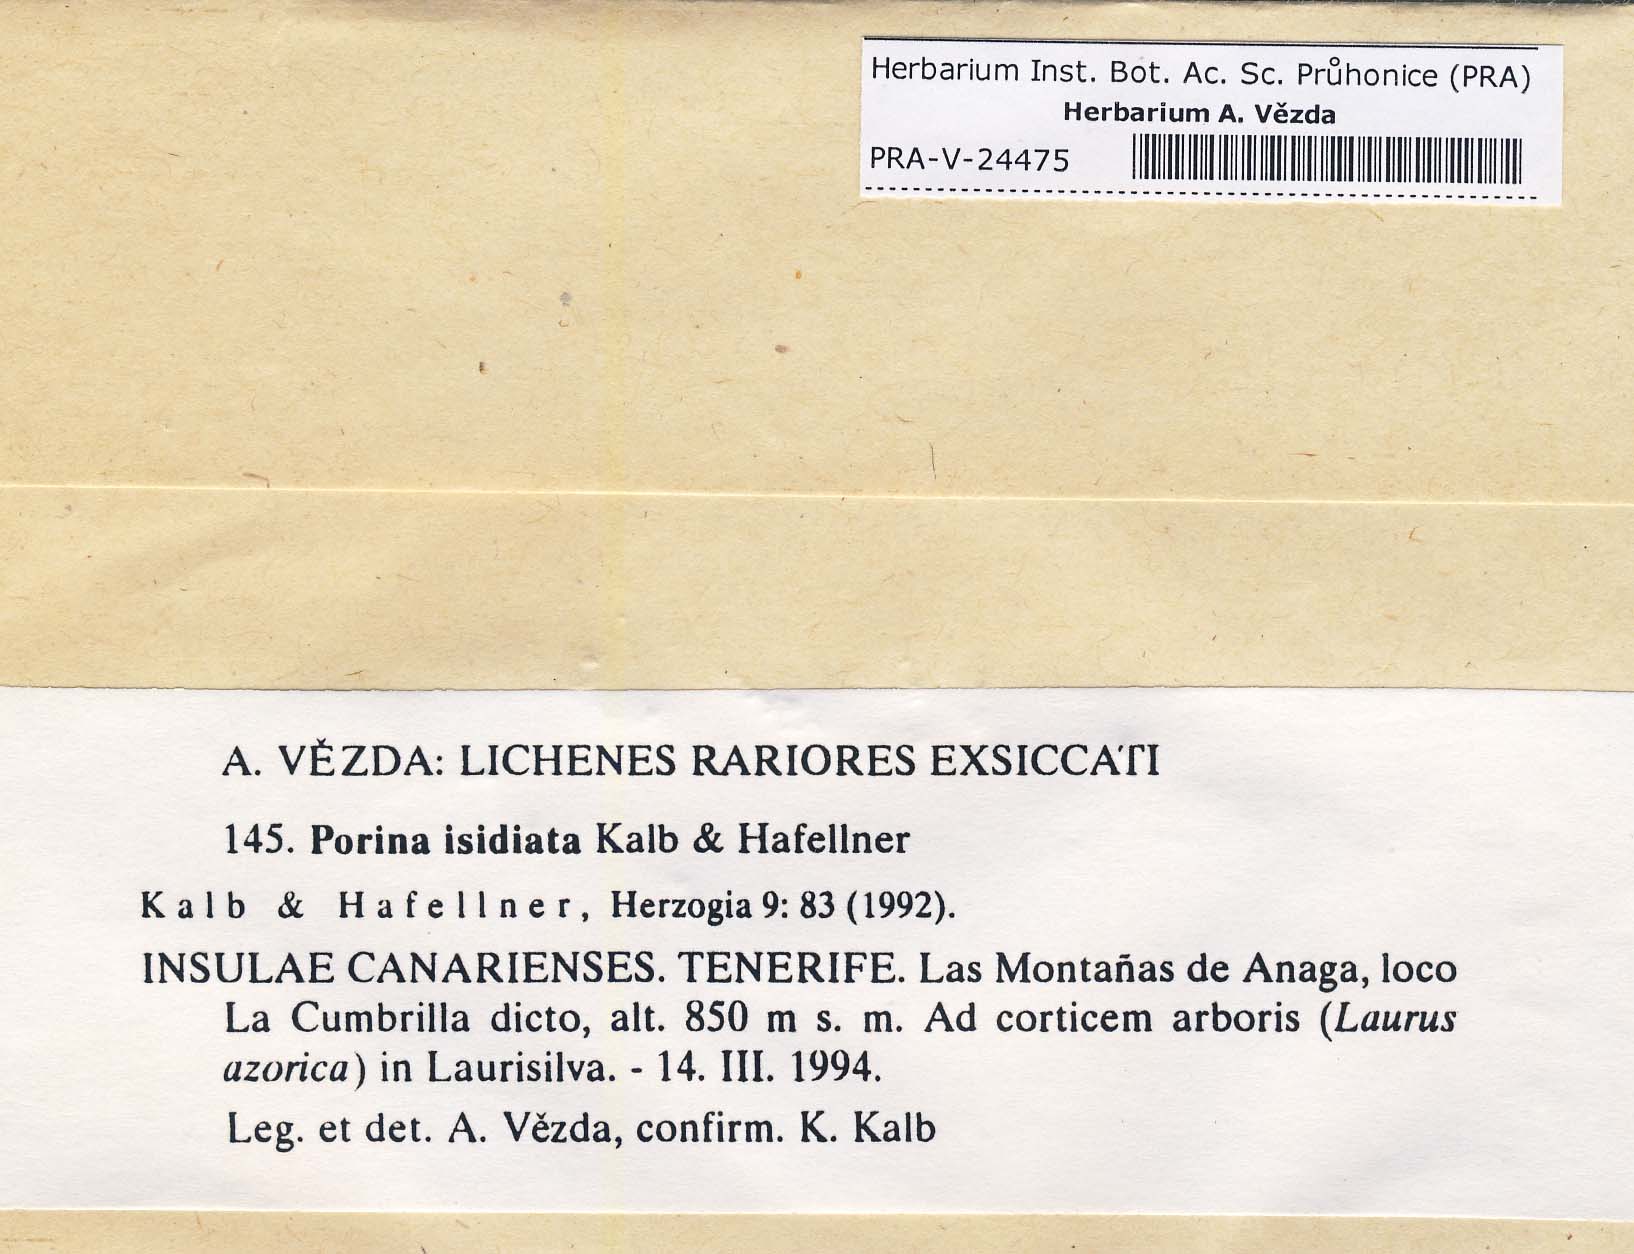 Herbarium Inst. Bot. Ac. Sc. Průhonice (PRA)
Herbarium A. Vězda
PRA-V-24475
A. VĚZDA: LICHENES RARIORES EXSICCATI
145. Porina isidiata Kalb & Hafellner
Kalb & Hafellner, Herzogia 9: 83 (1992).
INSULAE CANARIENSES. TENERIFE. Las Montañas de Anaga, loco
La Cumbrilla dicto, alt. 850 m s. m. Ad corticem arboris (Laurus
azorica) in Laurisilva. - 14. III. 1994.
Leg. et det. A. Vězda, confirm. K. Kalb